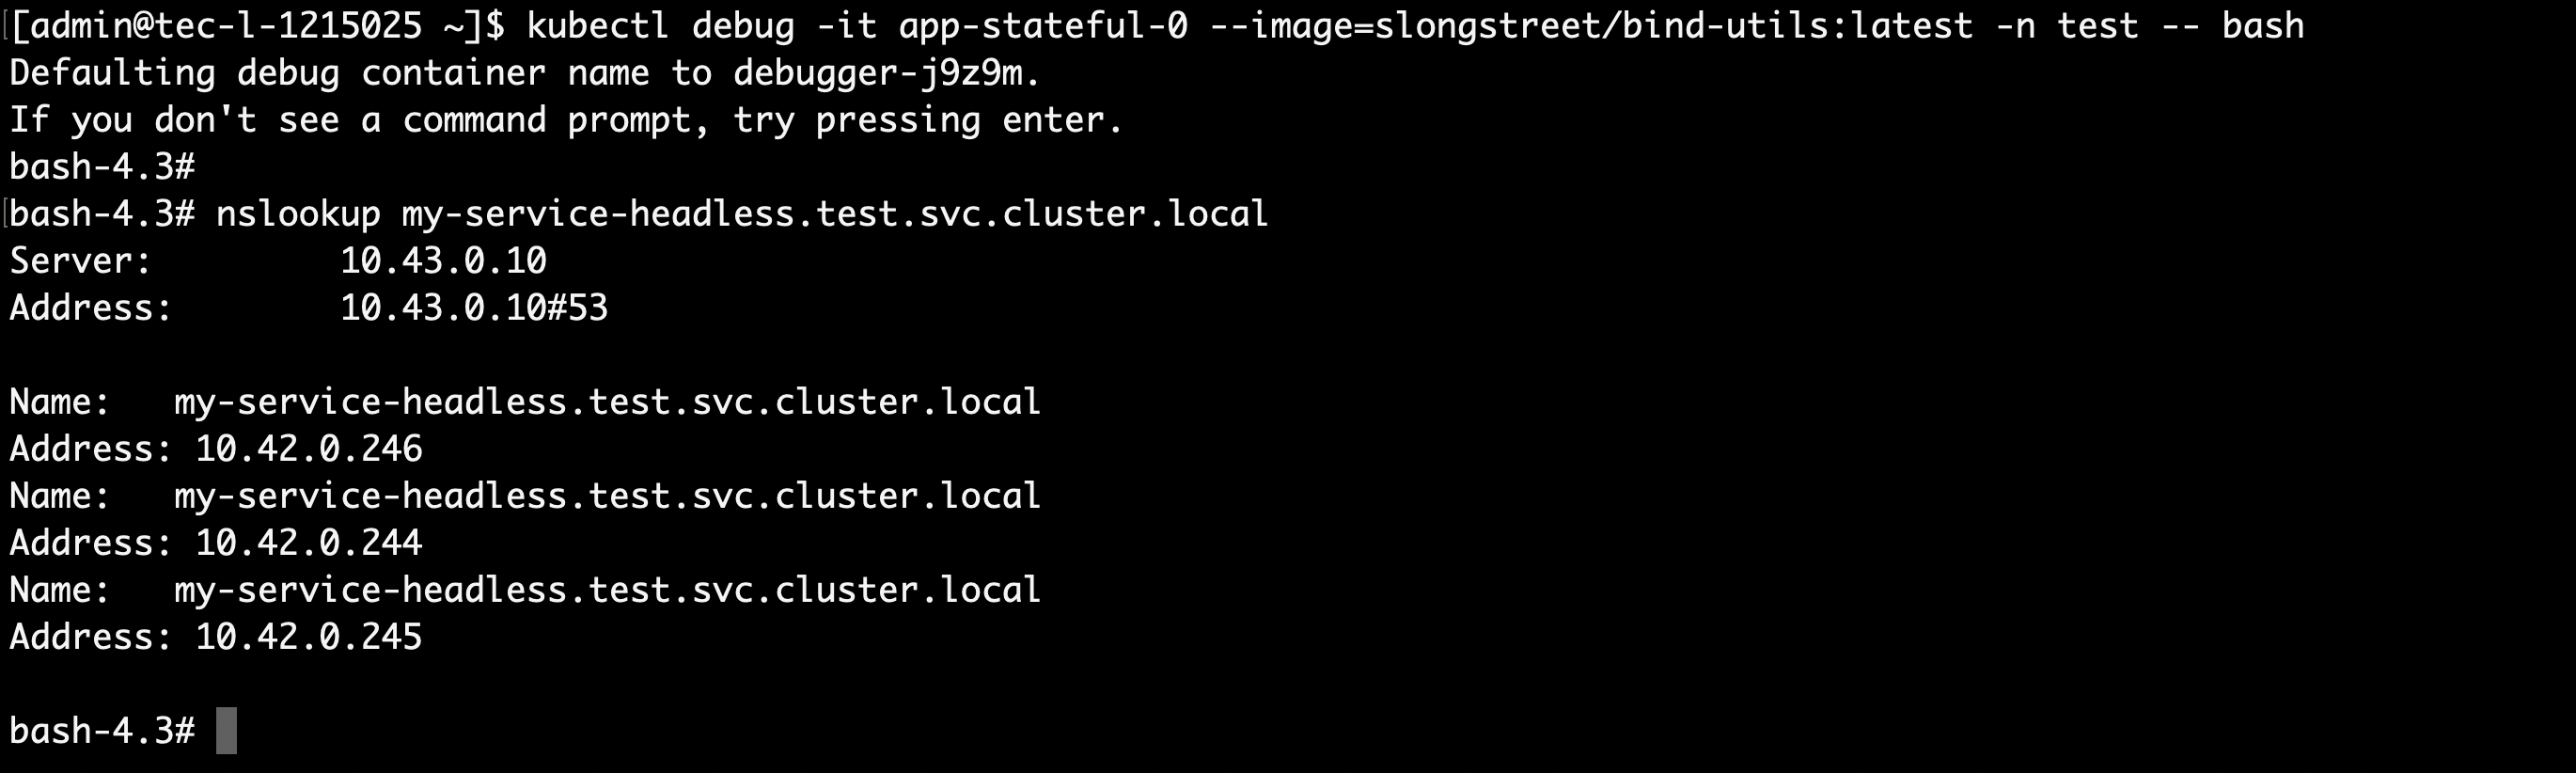 [admin@tec-l-1215025 ~]$ kubectl debug -it app-stateful-0 --image=slongstreet/bind-utils:latest -n test -- bash
Defaulting debug container name to debugger-j9z9m.
If you don't see a command prompt, try pressing enter.
bash-4.3#
bash-4.3# nslookup my-service-headless.test.svc.cluster.local
Server:         10.43.0.10
Address:        10.43.0.10#53

Name:   my-service-headless.test.svc.cluster.local
Address: 10.42.0.246
Name:   my-service-headless.test.svc.cluster.local
Address: 10.42.0.244
Name:   my-service-headless.test.svc.cluster.local
Address: 10.42.0.245

bash-4.3#